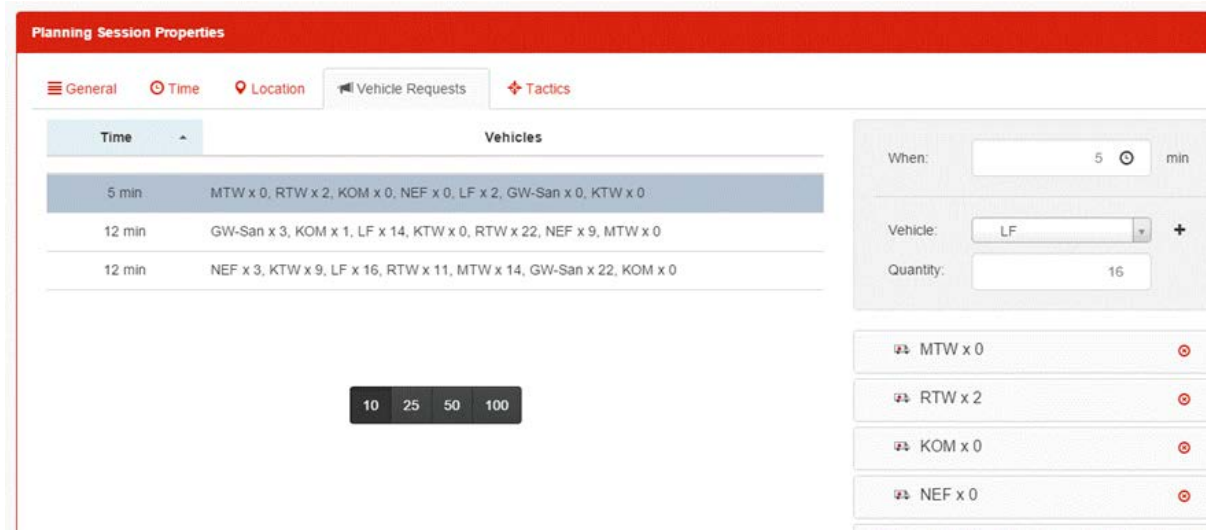 Planning Session Properties
General Time Location Vehicle Requests Tactics
Time Vehicles
5 min MTW x 0, RTW x 2, KOM x 0, NEF x 0, LF x 2, GW-San x 0, KTW x 0
12 min GW-San x 3, KOM x 1, LF x 14, KTW x 0, RTW x 22, NEF x 9, MTW x 0
12 min NEF x 3, KTW x 9, LF x 16, RTW x 11, MTW x 14, GW-San x 22, KOM x 0
10 25 50 100
When: 5 min
Vehicle: LF
Quantity: 16
MTW x 0
RTW x 2
KOM x 0
NEF x 0